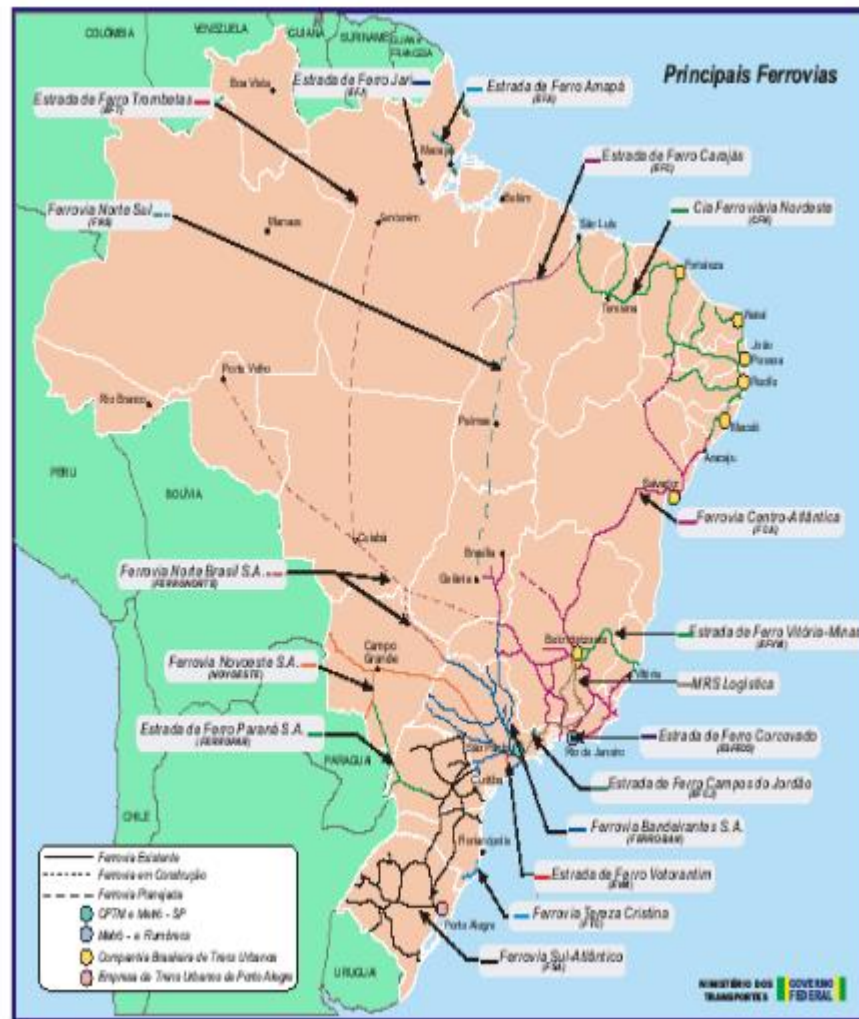 COLÔMBIA
VENEZUELA
GUIANA
SURINAME
GUIANA
FRANCESA
Principais Ferrovias
Boa Vista
Estrada de Ferro Jari
(EFJ)
Estrada de Ferro Amapá
(EFA)
Estrada de Ferro Trombetas
(EFT)
Macapá
Estrada de Ferro Carajás
(EFC)
Belém
Ferrovia Norte Sul
(FNS)
Manaus
Santarém
São Luís
Cia Ferroviária Nordeste
(CFN)
Fortaleza
Teresina
Natal
João
Pessoa
Porto Velho
Recife
Rio Branco
Palmas
Maceió
Aracaju
PERU
BOLÍVIA
Salvador
Ferrovia Centro-Atlântica
(FCA)
Cuiabá
Brasília
Goiânia
Ferrovia Norte Brasil S.A.
(FERRONORTE)
Belo Horizonte
Estrada de Ferro Vitória-Minas
(EFVM)
Campo
Grande
Ferrovia Novoeste S.A.
(NOVOESTE)
Vitória
MRS Logística
Estrada de Ferro Paraná S.A.
(FERROPAR)
São Paulo
Rio de Janeiro
Estrada de Ferro Corcovado
PARAGUA
Curitiba
Estrada de Ferro Campos do Jordão
(EFCJ)
CHILE
Ferrovia Bandeirantes S.A.
(FERROBAN)
Florianópolis
Ferrovia Existente
Ferrovia em Construção
Estrada de Ferro Votorantim
Ferrovia Planejada
CPTM e Metrô - SP
Ferrovia Tereza Cristina
(FTC)
Porto Alegre
Companhia Brasileira de Trens Urbanos
Ferrovia Sul-Atlântico
(FSA)
Empresa de Trens Urbanos de Porto Alegre
URUGUA
MINISTÉRIO DOS
TRANSPORTES
GOVERNO
FEDERAL